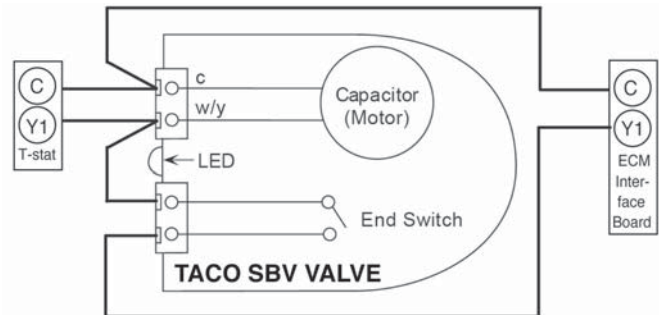 C
Y1
T-stat
c
w/y
LED
Capacitor
(Motor)
End Switch
TACO SBV VALVE
C
Y1
ECM
Inter-
face
Board